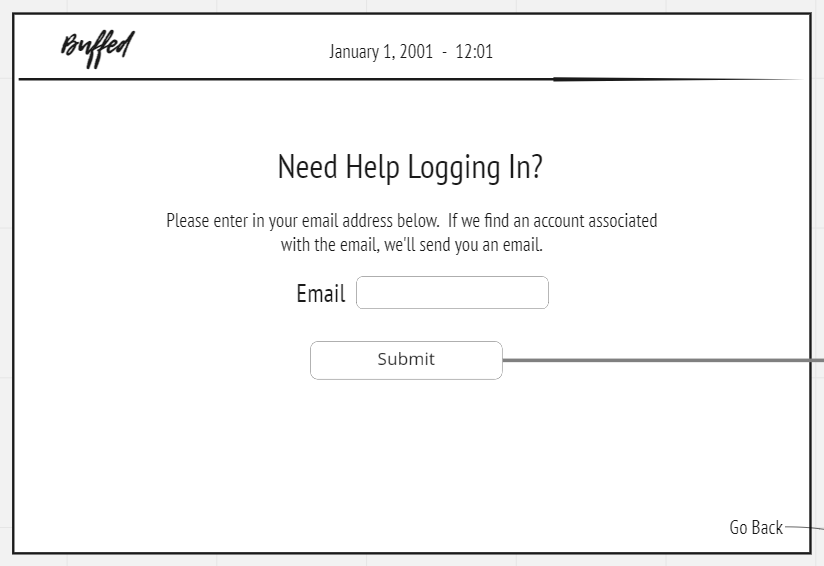 Buffed
January 1, 2001 - 12:01
Need Help Logging In?
Please enter in your email address below. If we find an account associated
with the email, we'll send you an email.
Email
Submit
Go Back